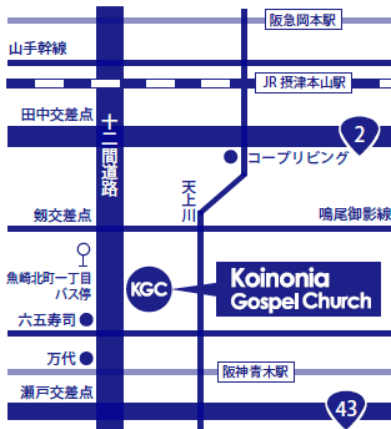 阪急岡本駅
山手幹線
JR 摂津本山駅
田中交差点
2
十二間道路
コープリビング
天上川
剱交差点
鳴尾御影線
魚崎北町一丁目
バス停
KGC
Koinonia
Gospel Church
六五寿司
万代
阪神青木駅
瀬戸交差点
43